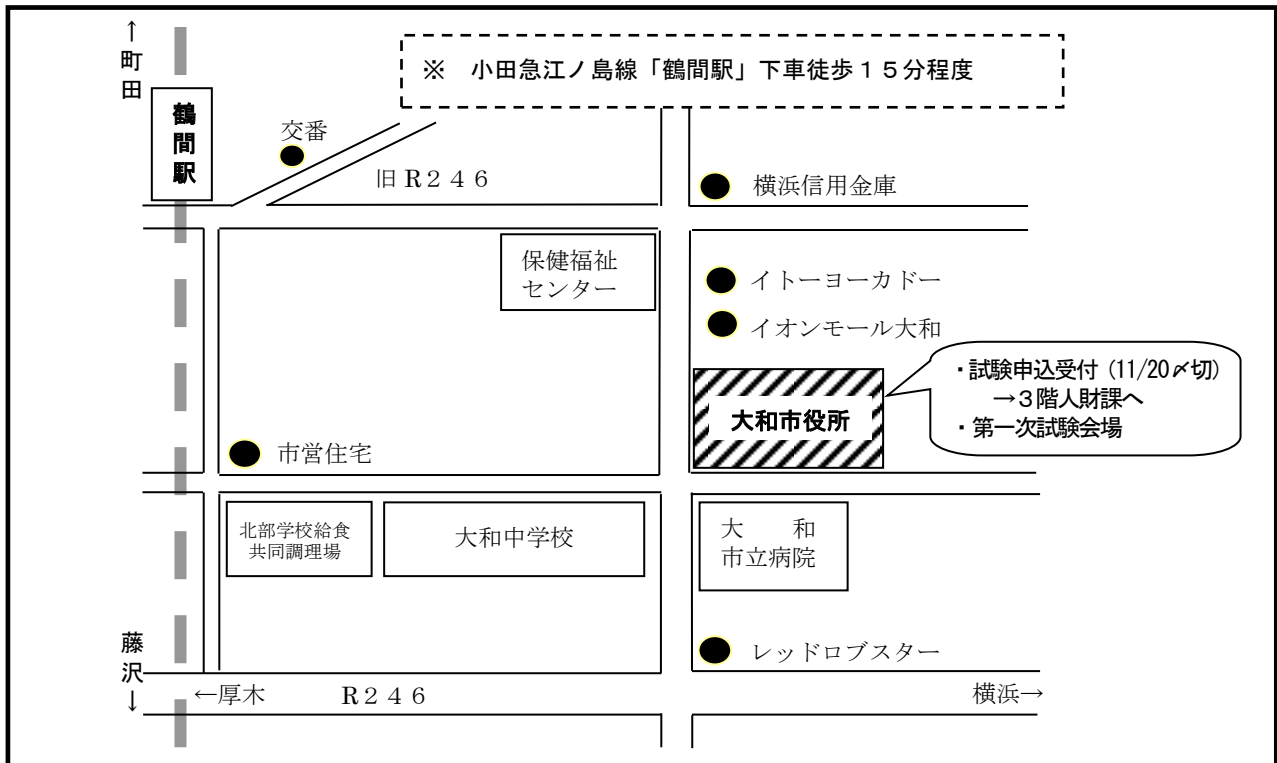 ↑町田
※　小田急江ノ島線「鶴間駅」下車徒歩１５分程度
鶴間駅
交番
旧Ｒ２４６
横浜信用金庫
保健福祉
センター
イトーヨーカドー
イオンモール大和
・試験申込受付 (11/20〆切)
→３階人財課へ
・第一次試験会場
大和市役所
市営住宅
北部学校給食
共同調理場
大和中学校
大　　和
市立病院
藤沢↓
レッドロブスター
←厚木
Ｒ２４６
横浜→